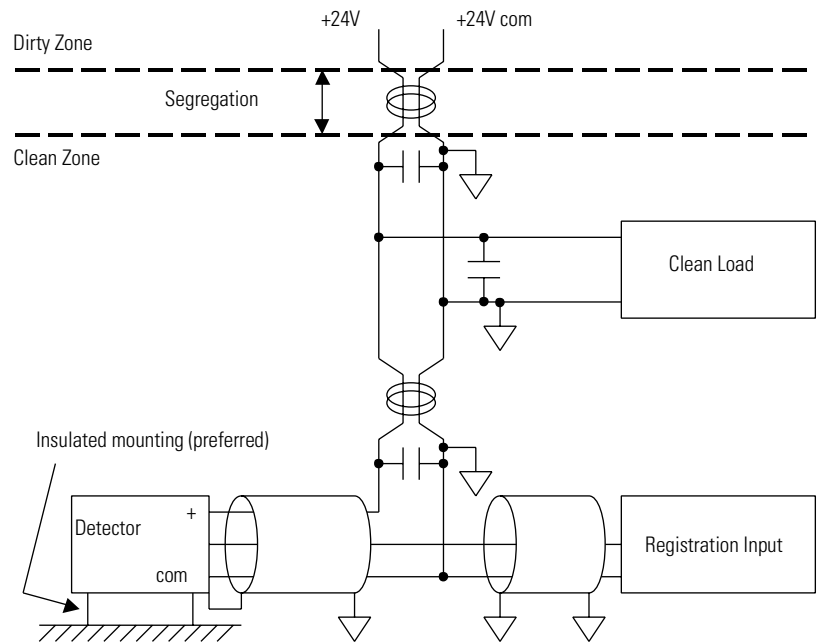 +24V
+24V com
Dirty Zone
Segregation
Clean Zone
Clean Load
Insulated mounting (preferred)
Detector
+
com
Registration Input